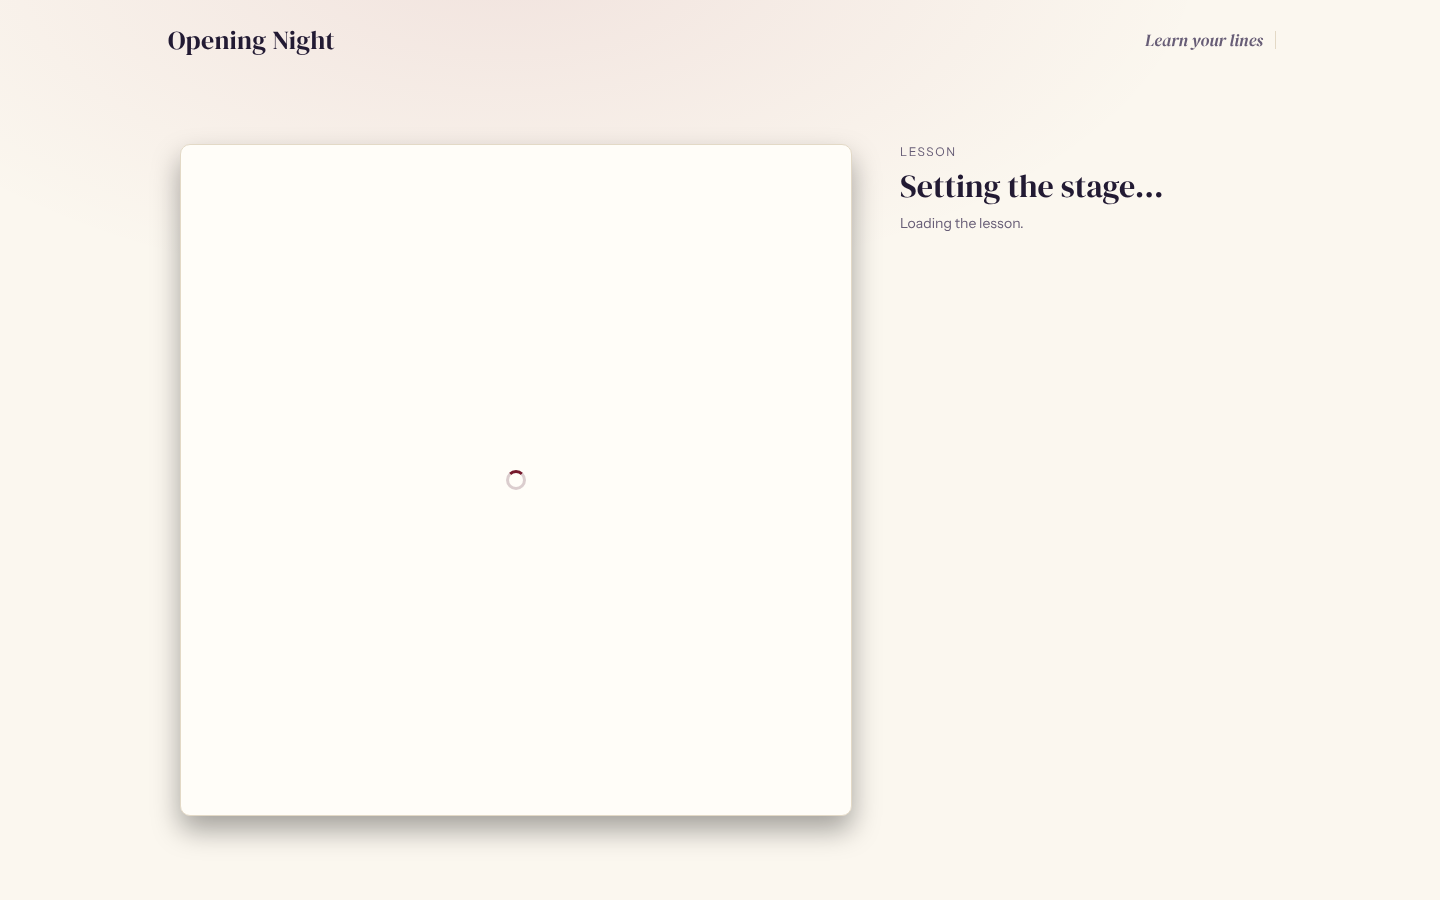 Opening Night
Learn your lines
LESSON
Setting the stage...
Loading the lesson.